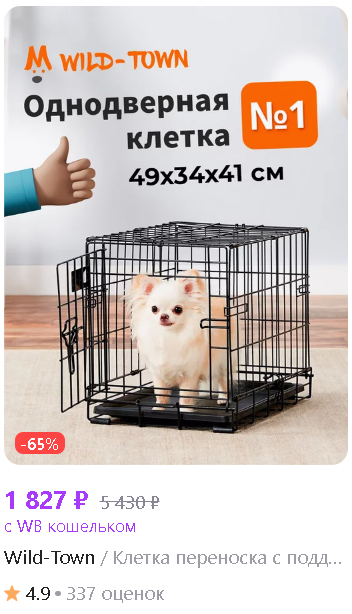 WILD-TOWN
Однодверная
клетка
№1
49x34x41 см
-65%
1 827 ₽ 5 430 ₽
с WB кошельком
Wild-Town / Клетка переноска с подд...
4.9 • 337 оценок